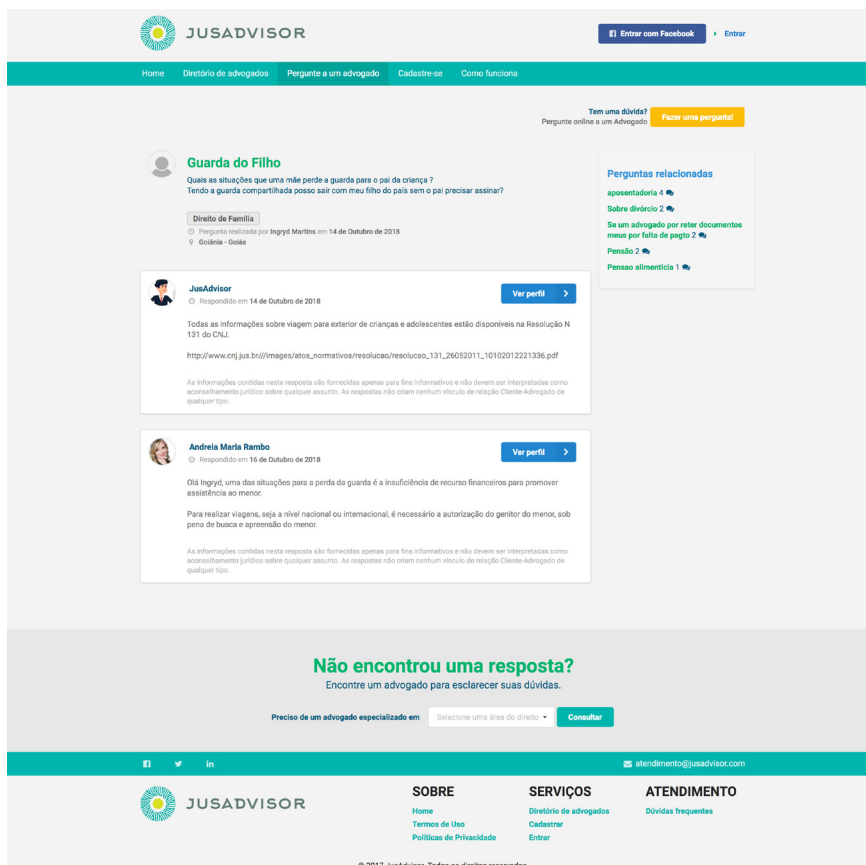 JUSADVISOR
Entrar com Facebook
Entrar
Home Diretório de advogados Pergunte a um advogado Cadastre-se Como funciona
Tem uma dúvida?
Pergunte online a um Advogado
Fazer uma pergunta!
Guarda do Filho
Quais as situações que uma mãe perde a guarda para o pai da criança ?
Tendo a guarda compartilhada posso sair com meu filho do país sem o pai precisar assinar?
Direito de Família
Pergunta realizada por Ingryd Martins em 14 de Outubro de 2018
Goiânia - Goiás
Perguntas relacionadas
aposentadoria 4
Sobre divórcio 2
Se um advogado por reter documentos
meus por falta de pagto 2
Pensão 2
Pensao alimenticia 1
JusAdvisor
Respondido em 14 de Outubro de 2018
Ver perfil
Todas as informações sobre viagem para exterior de crianças e adolescentes estão disponíveis na Resolução N
131 do CNJ.
http://www.cnj.jus.br///images/atos_normativos/resolucao/resolucao_131_26052011_10102012221336.pdf
As informações contidas nesta resposta são fornecidas apenas para fins informativos e não devem ser interpretadas como
aconselhamento jurídico sobre qualquer assunto. As respostas não criam nenhum vínculo de relação Cliente-Advogado de
qualquer tipo.
Andreia Maria Rambo
Respondido em 16 de Outubro de 2018
Ver perfil
Olá Ingryd, uma das situações para a perda da guarda é a insuficiência de recurso financeiros para promover
assistência ao menor.
Para realizar viagens, seja a nível nacional ou internacional, é necessário a autorização do genitor do menor, sob
pena de busca e apreensão do menor.
As informações contidas nesta resposta são fornecidas apenas para fins informativos e não devem ser interpretadas como
aconselhamento jurídico sobre qualquer assunto. As respostas não criam nenhum vínculo de relação Cliente-Advogado de
qualquer tipo.
Não encontrou uma resposta?
Encontre um advogado para esclarecer suas dúvidas.
Preciso de um advogado especializado em
Selecione uma área do direito
Consultar
atendimento@jusadvisor.com
JUSADVISOR
SOBRE
Home
Termos de Uso
Políticas de Privacidade
SERVIÇOS
Diretório de advogados
Cadastrar
Entrar
ATENDIMENTO
Dúvidas frequentes
© 2017 JusAdvisor. Todos os direitos reservados.